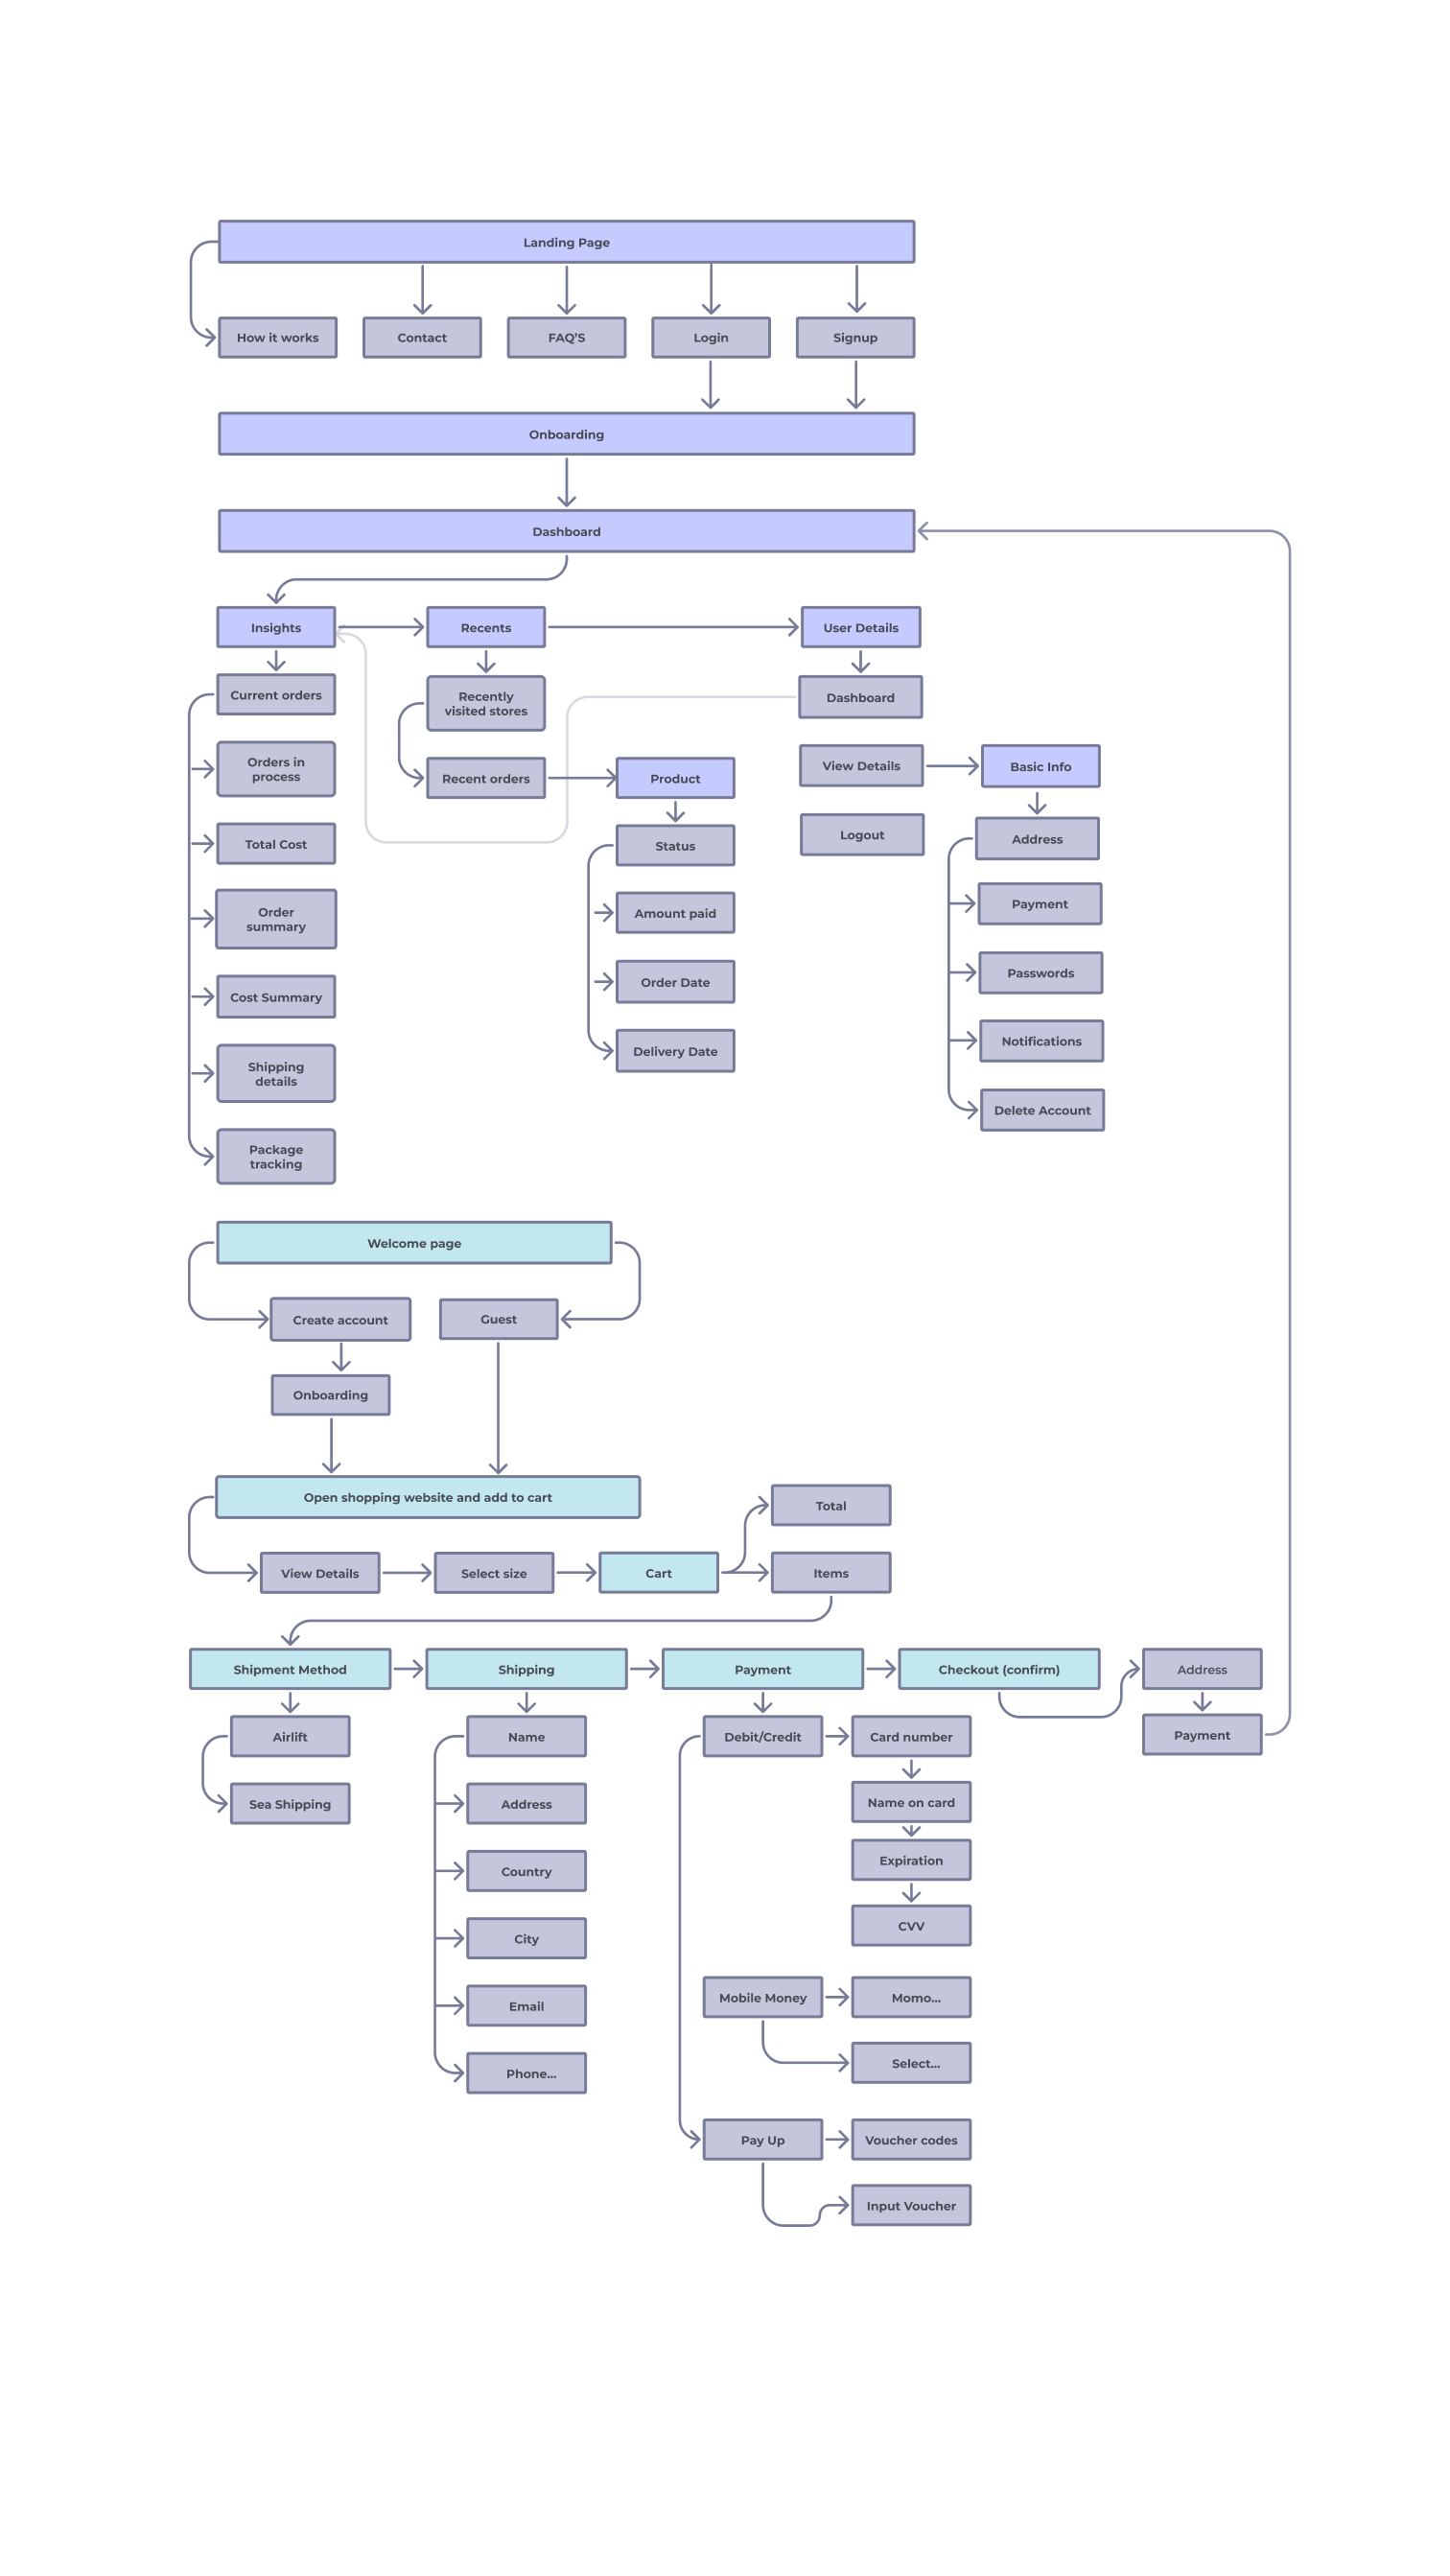 Landing Page
How it works
Contact
FAQ'S
Login
Signup
Onboarding
Dashboard
Insights
Recents
User Details
Current orders
Recently
visited stores
Dashboard
Orders in
process
Recent orders
Product
View Details
Basic Info
Total Cost
Status
Logout
Address
Order
summary
Amount paid
Payment
Cost Summary
Order Date
Passwords
Shipping
details
Delivery Date
Notifications
Package
tracking
Delete Account
Welcome page
Create account
Guest
Onboarding
Open shopping website and add to cart
Total
View Details
Select size
Cart
Items
Shipment Method
Shipping
Payment
Checkout (confirm)
Address
Airlift
Name
Debit/Credit
Card number
Payment
Sea Shipping
Address
Name on card
Country
Expiration
City
CVV
Email
Mobile Money
Momo...
Phone...
Select...
Pay Up
Voucher codes
Input Voucher